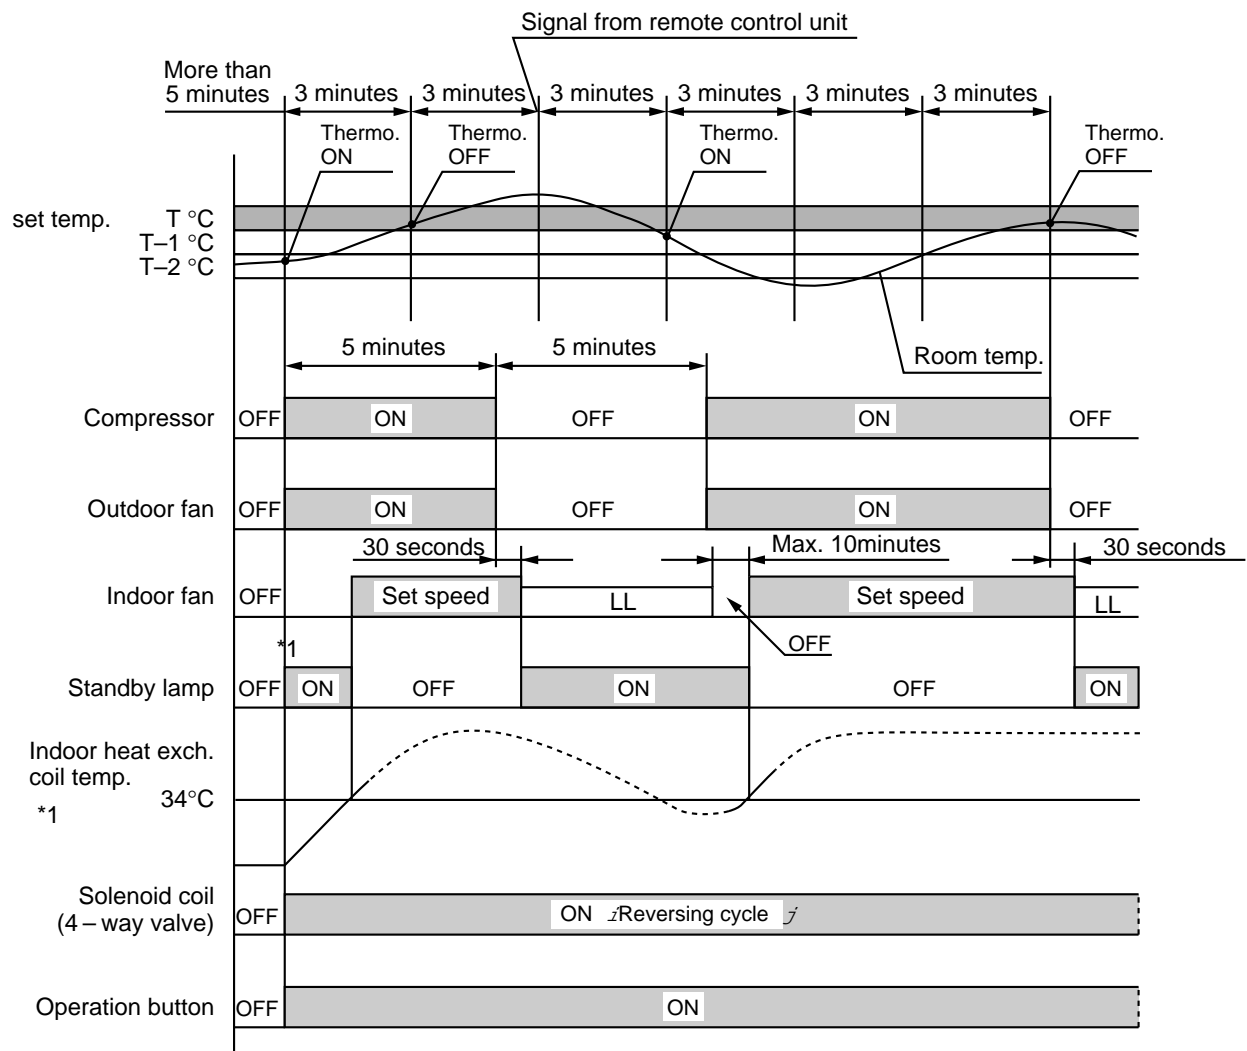 Signal from remote control unit
More than
5 minutes
3 minutes
3 minutes
3 minutes
3 minutes
3 minutes
3 minutes
Thermo.
ON
Thermo.
OFF
Thermo.
ON
Thermo.
OFF
set temp.
T °C
T–1 °C
T–2 °C
5 minutes
5 minutes
Room temp.
Compressor
OFF
ON
OFF
ON
OFF
Outdoor fan
OFF
ON
OFF
ON
OFF
30 seconds
Max. 10minutes
30 seconds
Indoor fan
OFF
Set speed
LL
Set speed
LL
OFF
*1
Standby lamp
OFF
ON
OFF
ON
OFF
ON
Indoor heat exch.
coil temp.
*1
34°C
Solenoid coil
(4 – way valve)
OFF
ON iReversing cycle j
Operation button
OFF
ON